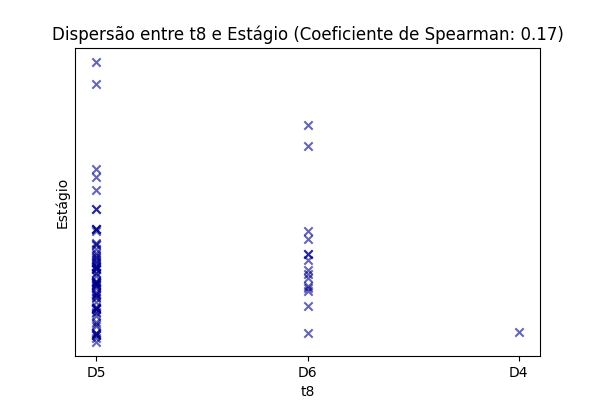 Dispersão entre t8 e Estágio (Coeficiente de Spearman: 0.17)
Estágio
D5
D6
D4
t8